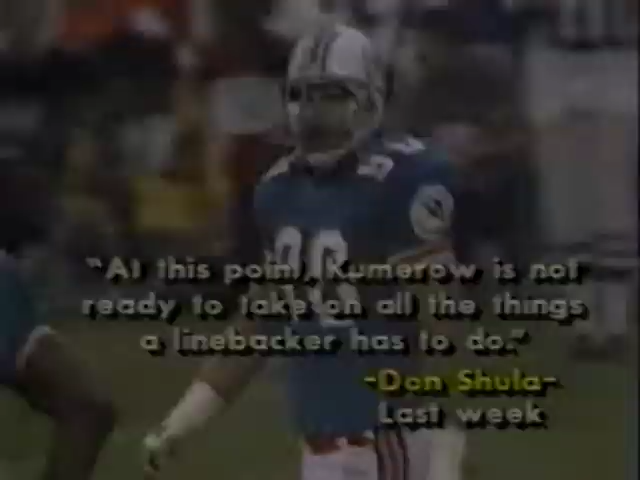 "At this point, Kumerow is not
ready to take on all the things
a linebacker has to do."
-Don Shula-
Last week